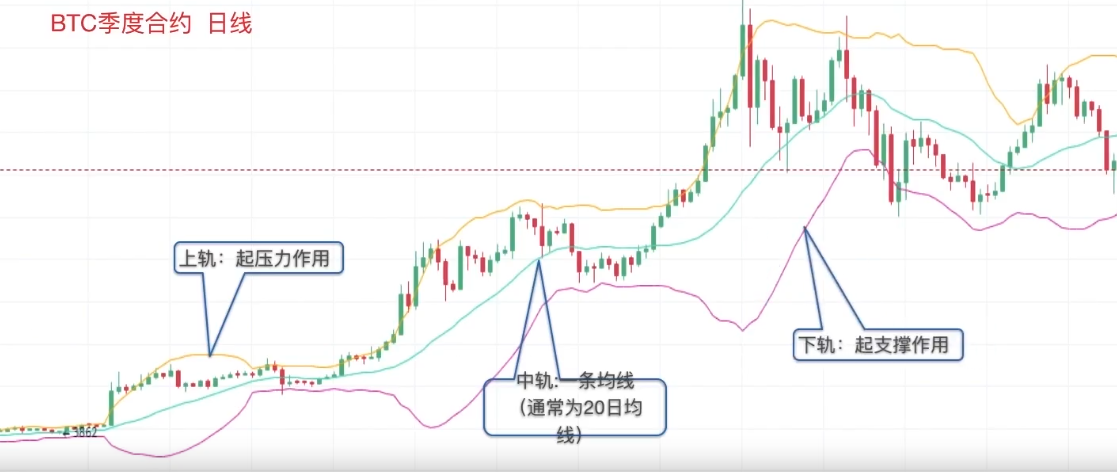 BTC季度合约 日线
上轨：起压力作用
下轨：起支撑作用
中轨:一条均线
（通常为20日均
线）
3862